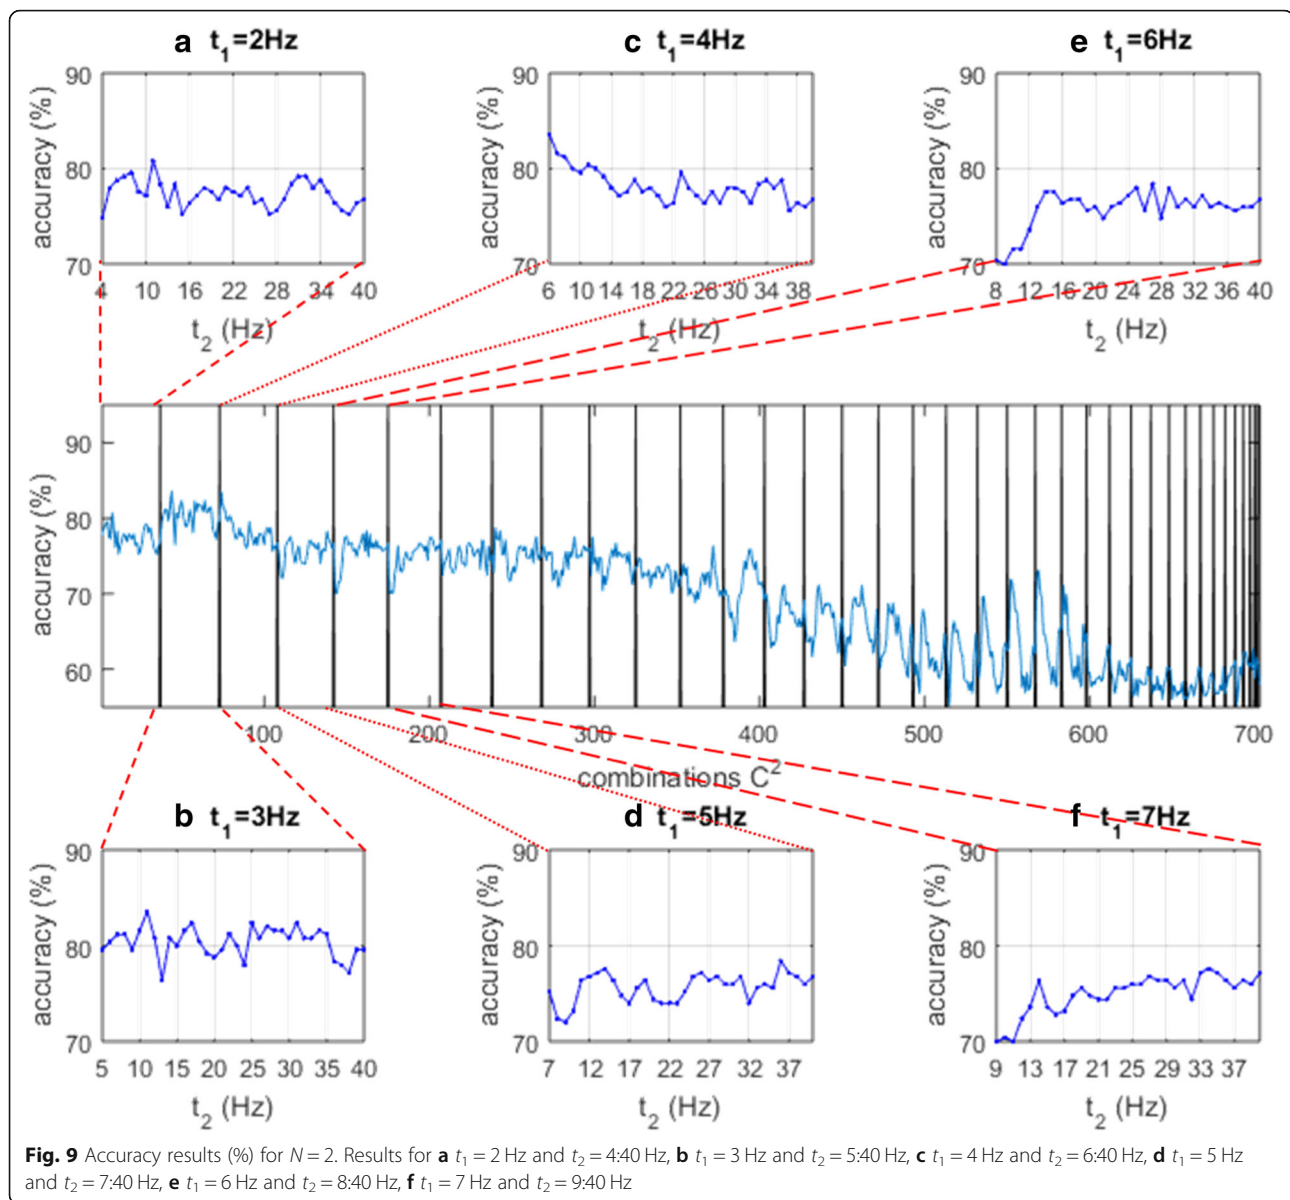 a t1=2Hz
c t1=4Hz
e t1=6Hz
accuracy (%)
90
80
70
4 10 16 22 28 34 40
t2 (Hz)
accuracy (%)
90
80
70
6 10 14 18 22 26 30 34 38
t2 (Hz)
accuracy (%)
90
80
70
8 12 16 20 24 28 32 36 40
t2 (Hz)
accuracy (%)
90
80
70
60
100 200 300 400 500 600 700
combinations C²
b t1=3Hz
d t1=5Hz
f t1=7Hz
accuracy (%)
90
80
70
5 10 15 20 25 30 35 40
t2 (Hz)
accuracy (%)
90
80
70
7 12 17 22 27 32 37
t2 (Hz)
accuracy (%)
90
80
70
9 13 17 21 25 29 33 37
t2 (Hz)
Fig. 9 Accuracy results (%) for N = 2. Results for a t1 = 2 Hz and t2 = 4:40 Hz, b t1 = 3 Hz and t2 = 5:40 Hz, c t1 = 4 Hz and t2 = 6:40 Hz, d t1 = 5 Hz
and t2 = 7:40 Hz, e t1 = 6 Hz and t2 = 8:40 Hz, f t1 = 7 Hz and t2 = 9:40 Hz